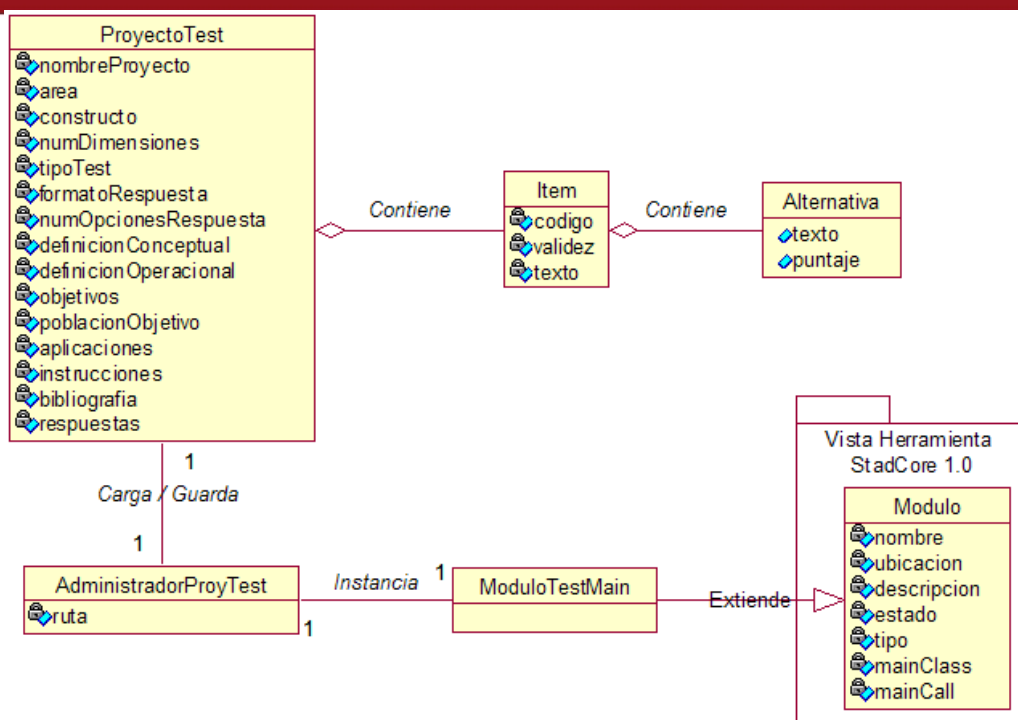 ProyectoTest
nombreProyecto
area
constructo
numDimensiones
tipoTest
formatoRespuesta
numOpcionesRespuesta
definicionConceptual
definicionOperacional
objetivos
poblacionObjetivo
aplicaciones
instrucciones
bibliografia
respuestas
Contiene
Item
codigo
validez
texto
Contiene
Alternativa
texto
puntaje
1
Carga / Guarda
1
AdministradorProyTest
ruta
1
Instancia
1
ModuloTestMain
Extiende
Vista Herramienta
StadCore 1.0
Modulo
nombre
ubicacion
descripcion
estado
tipo
mainClass
mainCall